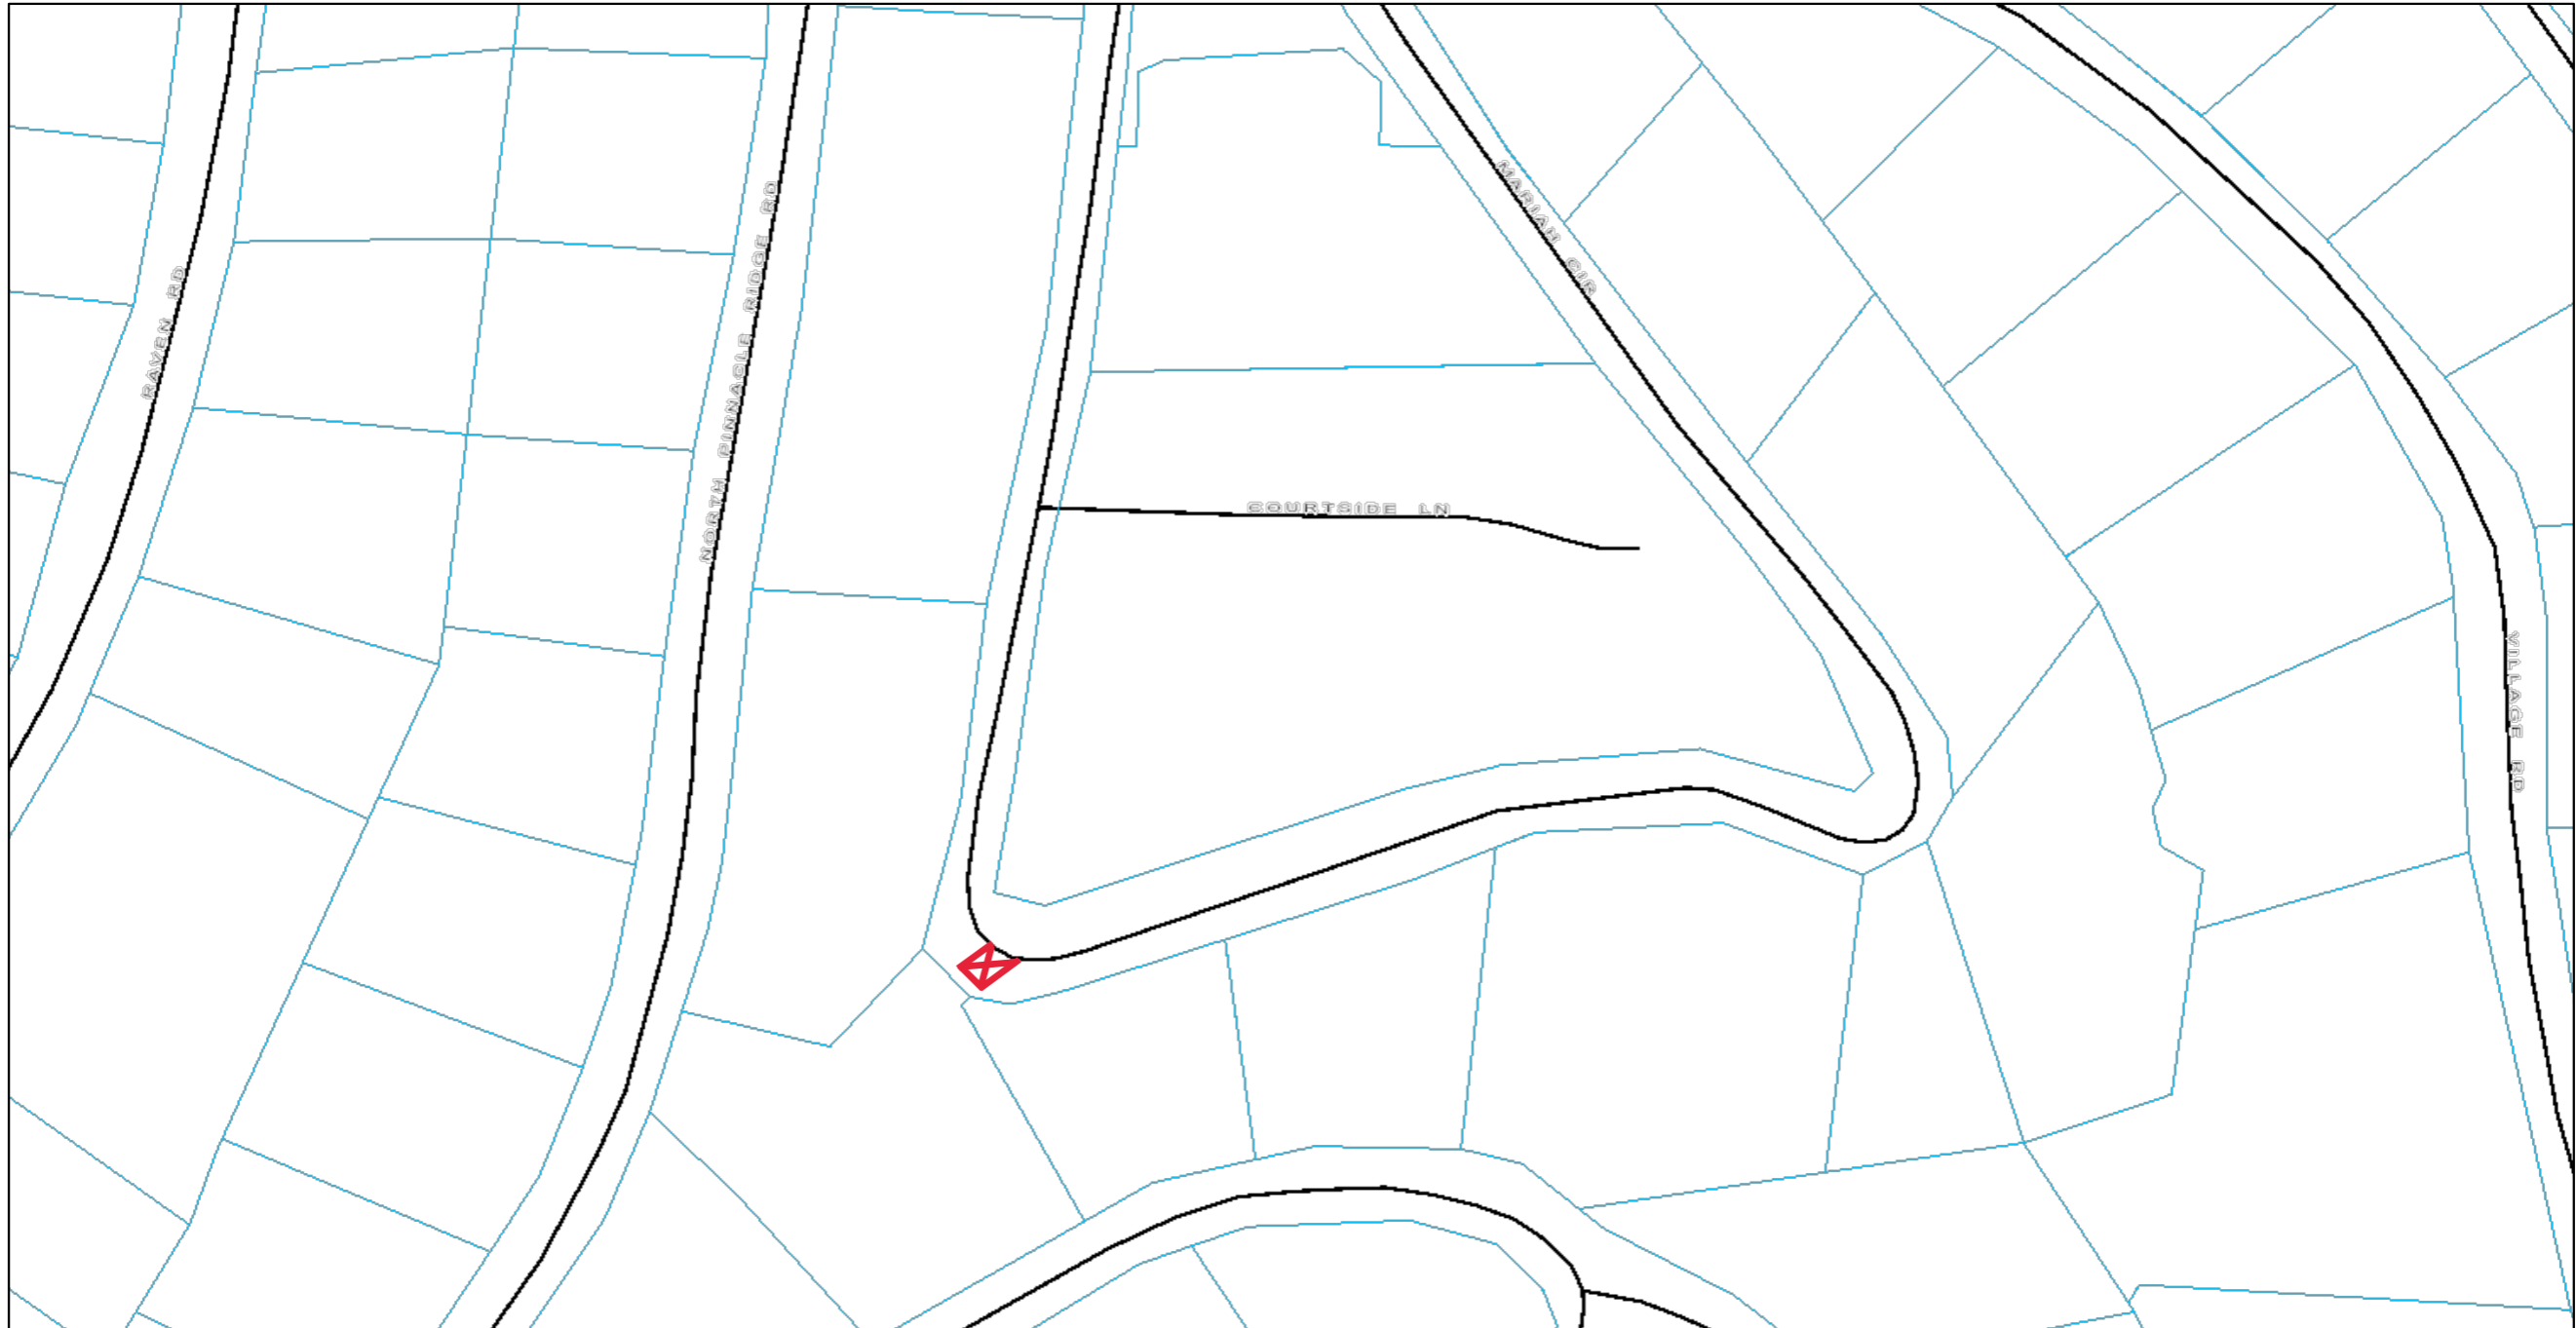 RAVEN RD
NORTH PINNACLE RIDGE RD
MARIAH CIR
COURTSIDE LN
VILLAGE RD